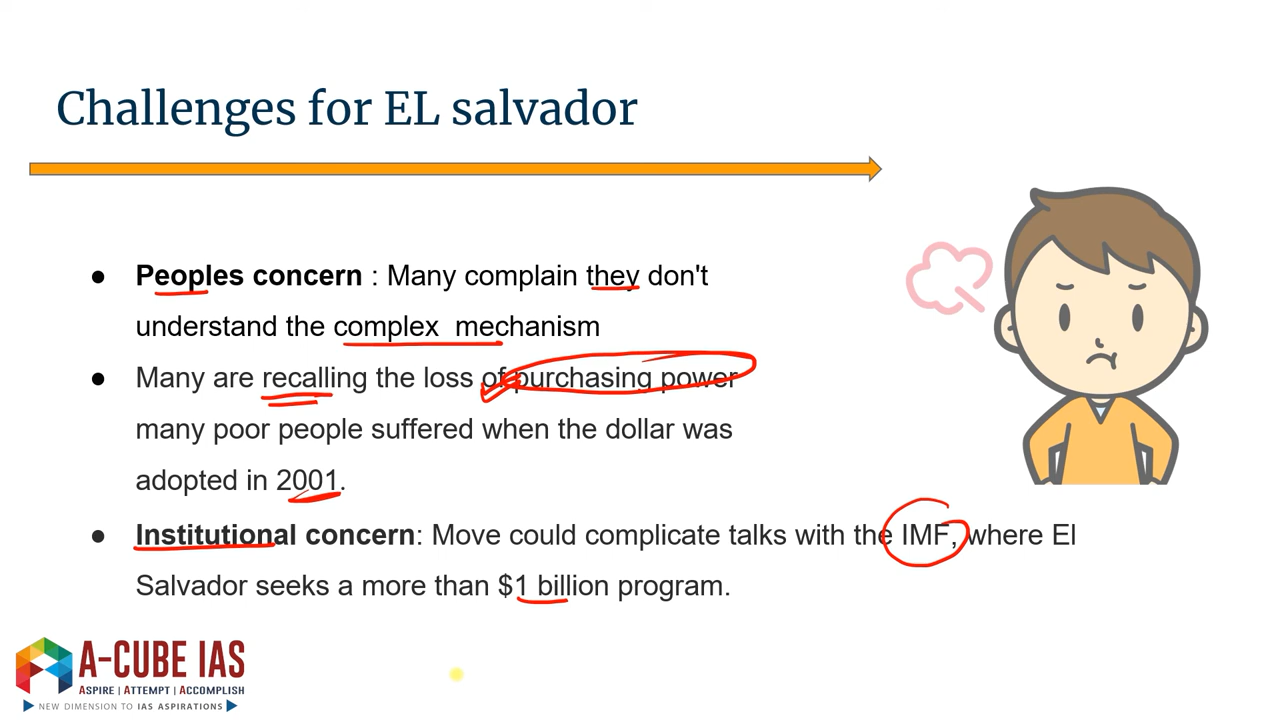 Challenges for EL salvador
● Peoples concern : Many complain they don't
understand the complex mechanism
● Many are recalling the loss of purchasing power
many poor people suffered when the dollar was
adopted in 2001.
● Institutional concern: Move could complicate talks with the IMF, where El
Salvador seeks a more than $1 billion program.
A-CUBE IAS
ASPIRE | ATTEMPT | ACCOMPLISH
NEW DIMENSION TO IAS ASPIRATIONS